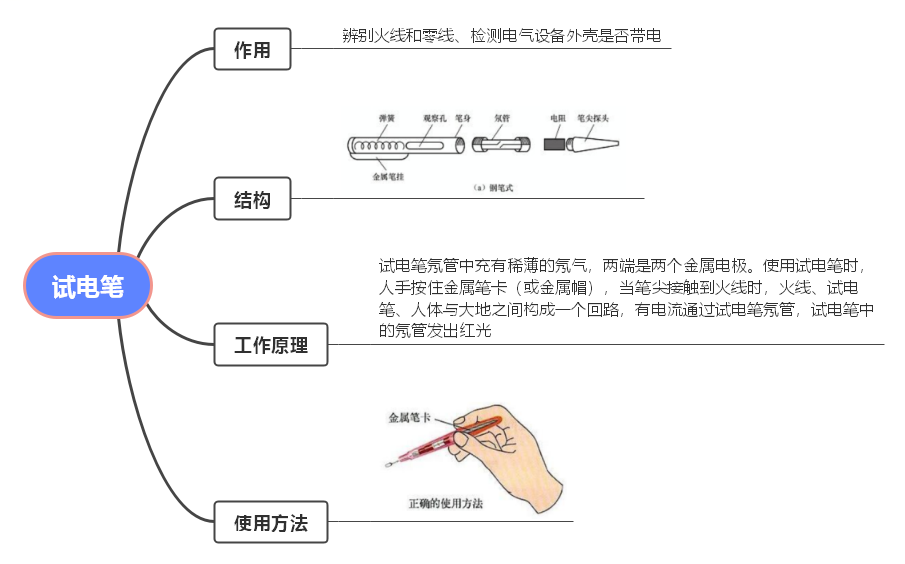 试电笔
作用
辨别火线和零线、检测电气设备外壳是否带电
结构
弹簧
观察孔
笔身
氖管
电阻
笔尖探头
金属笔挂
（a）钢笔式
工作原理
试电笔氖管中充有稀薄的氖气，两端是两个金属电极。使用试电笔时，
人手按住金属笔卡（或金属帽），当笔尖接触到火线时，火线、试电
笔、人体与大地之间构成一个回路，有电流通过试电笔氖管，试电笔中
的氖管发出红光
使用方法
金属笔卡
正确的使用方法